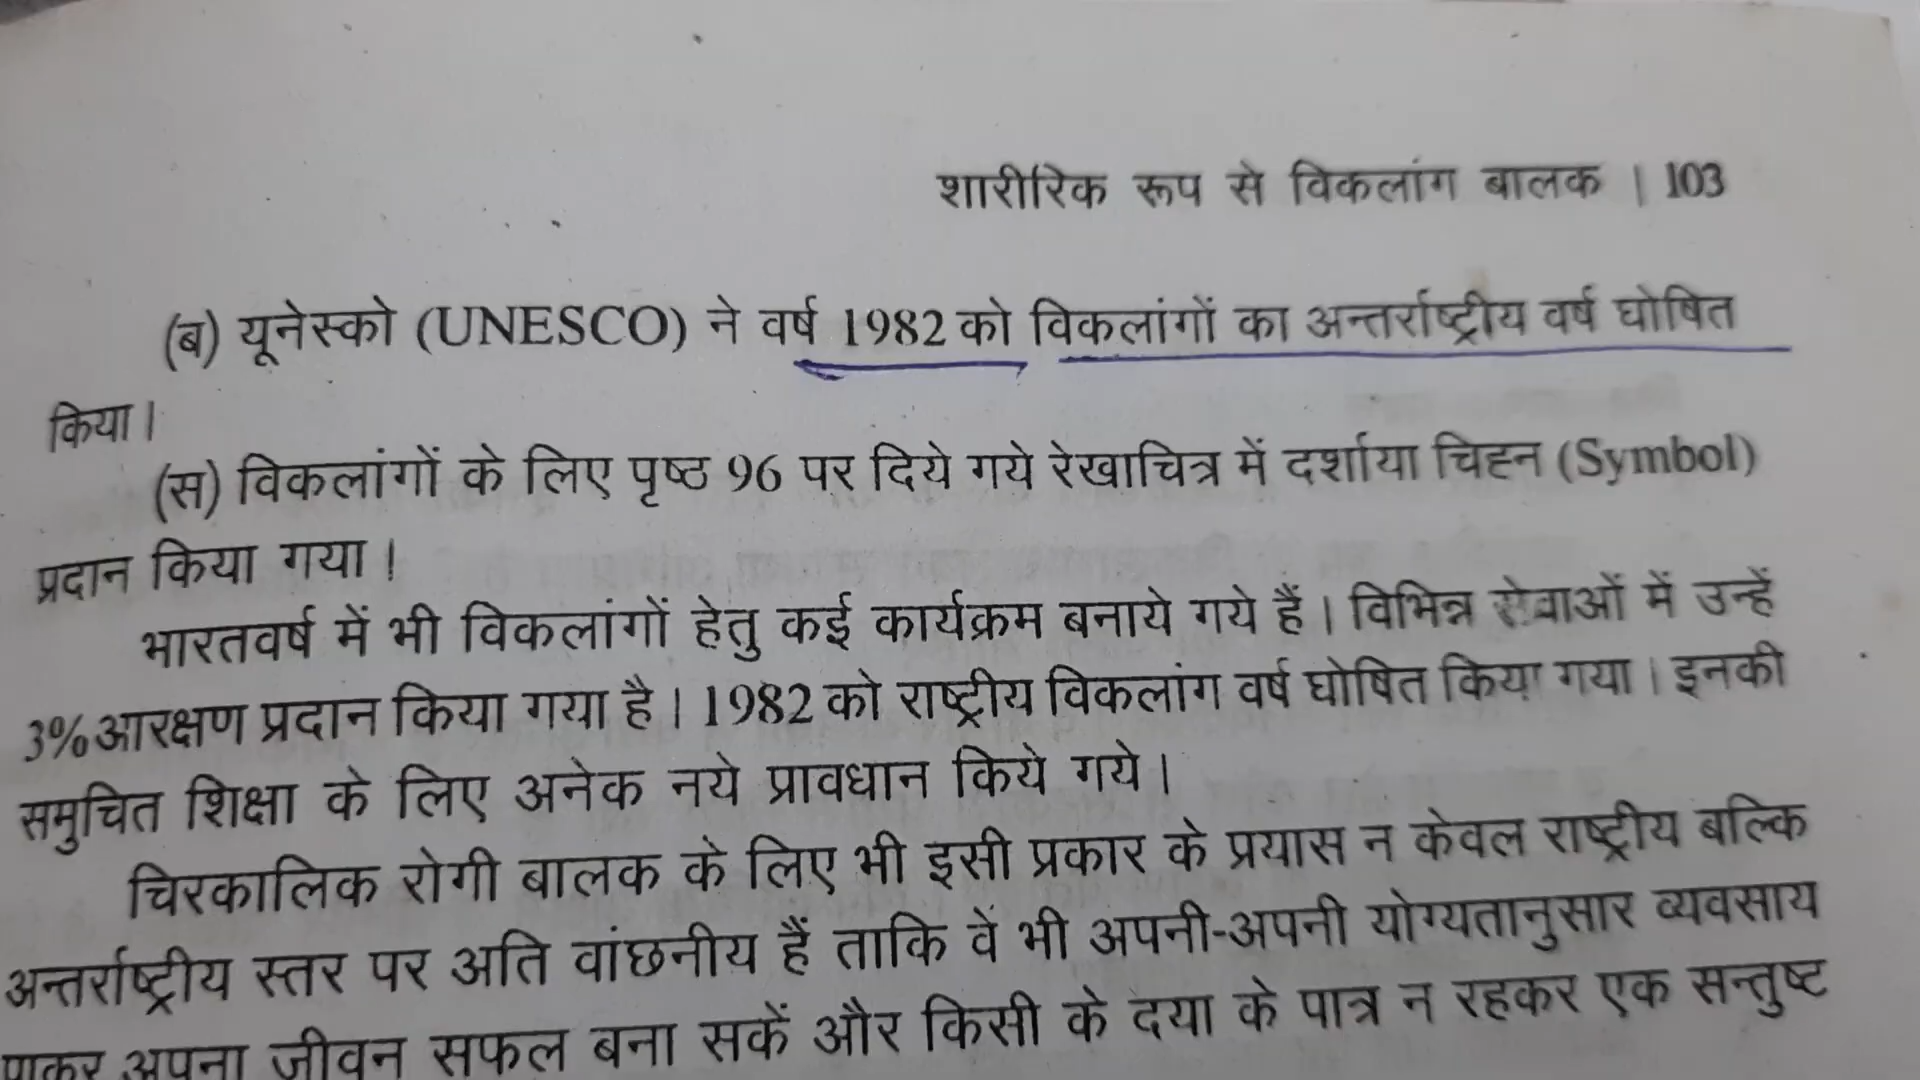 शारीरिक रूप से विकलांग बालक | 103
(ब) यूनेस्को (UNESCO) ने वर्ष 1982 को विकलांगों का अन्तर्राष्ट्रीय वर्ष घोषित
किया।
(स) विकलांगों के लिए पृष्ठ 96 पर दिये गये रेखाचित्र में दर्शाया चिह्न (Symbol)
प्रदान किया गया।
भारतवर्ष में भी विकलांगों हेतु कई कार्यक्रम बनाये गये हैं। विभिन्न सेवाओं में उन्हें
3% आरक्षण प्रदान किया गया है। 1982 को राष्ट्रीय विकलांग वर्ष घोषित किया गया। इनकी
समुचित शिक्षा के लिए अनेक नये प्रावधान किये गये।
चिरकालिक रोगी बालक के लिए भी इसी प्रकार के प्रयास न केवल राष्ट्रीय बल्कि
अन्तर्राष्ट्रीय स्तर पर अति वांछनीय हैं ताकि वे भी अपनी-अपनी योग्यतानुसार व्यवसाय
पाकर अपना जीवन सफल बना सकें और किसी के दया के पात्र न रहकर एक सन्तुष्ट